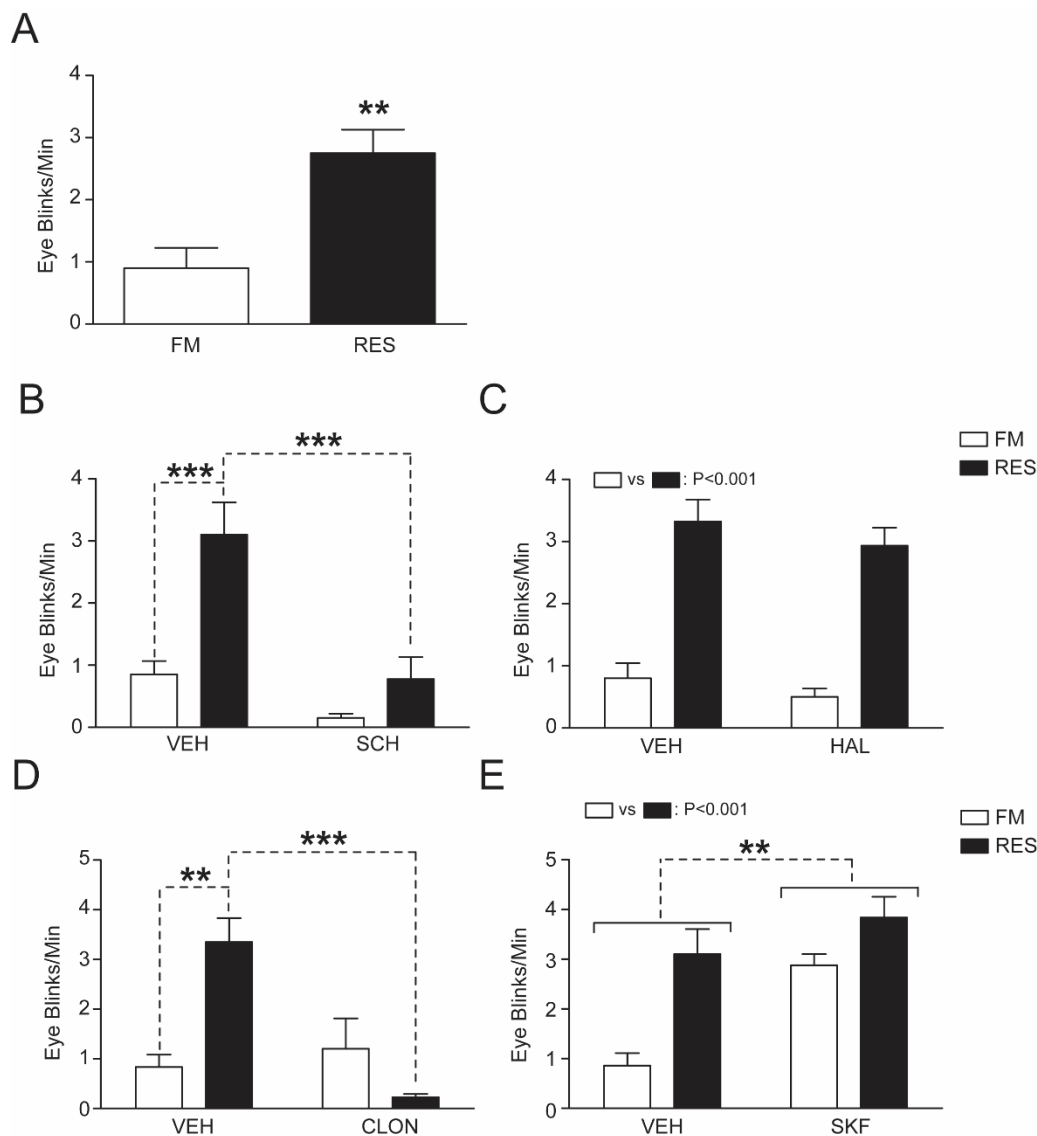 A
Eye Blinks/Min
4
3
2
1
0
**
FM
RES
B
Eye Blinks/Min
4
3
2
1
0
***
***
VEH
SCH
C
FM
RES
vs : P<0.001
Eye Blinks/Min
4
3
2
1
0
VEH
HAL
D
Eye Blinks/Min
5
4
3
2
1
0
**
***
VEH
CLON
E
FM
RES
vs : P<0.001
Eye Blinks/Min
5
4
3
2
1
0
**
VEH
SKF